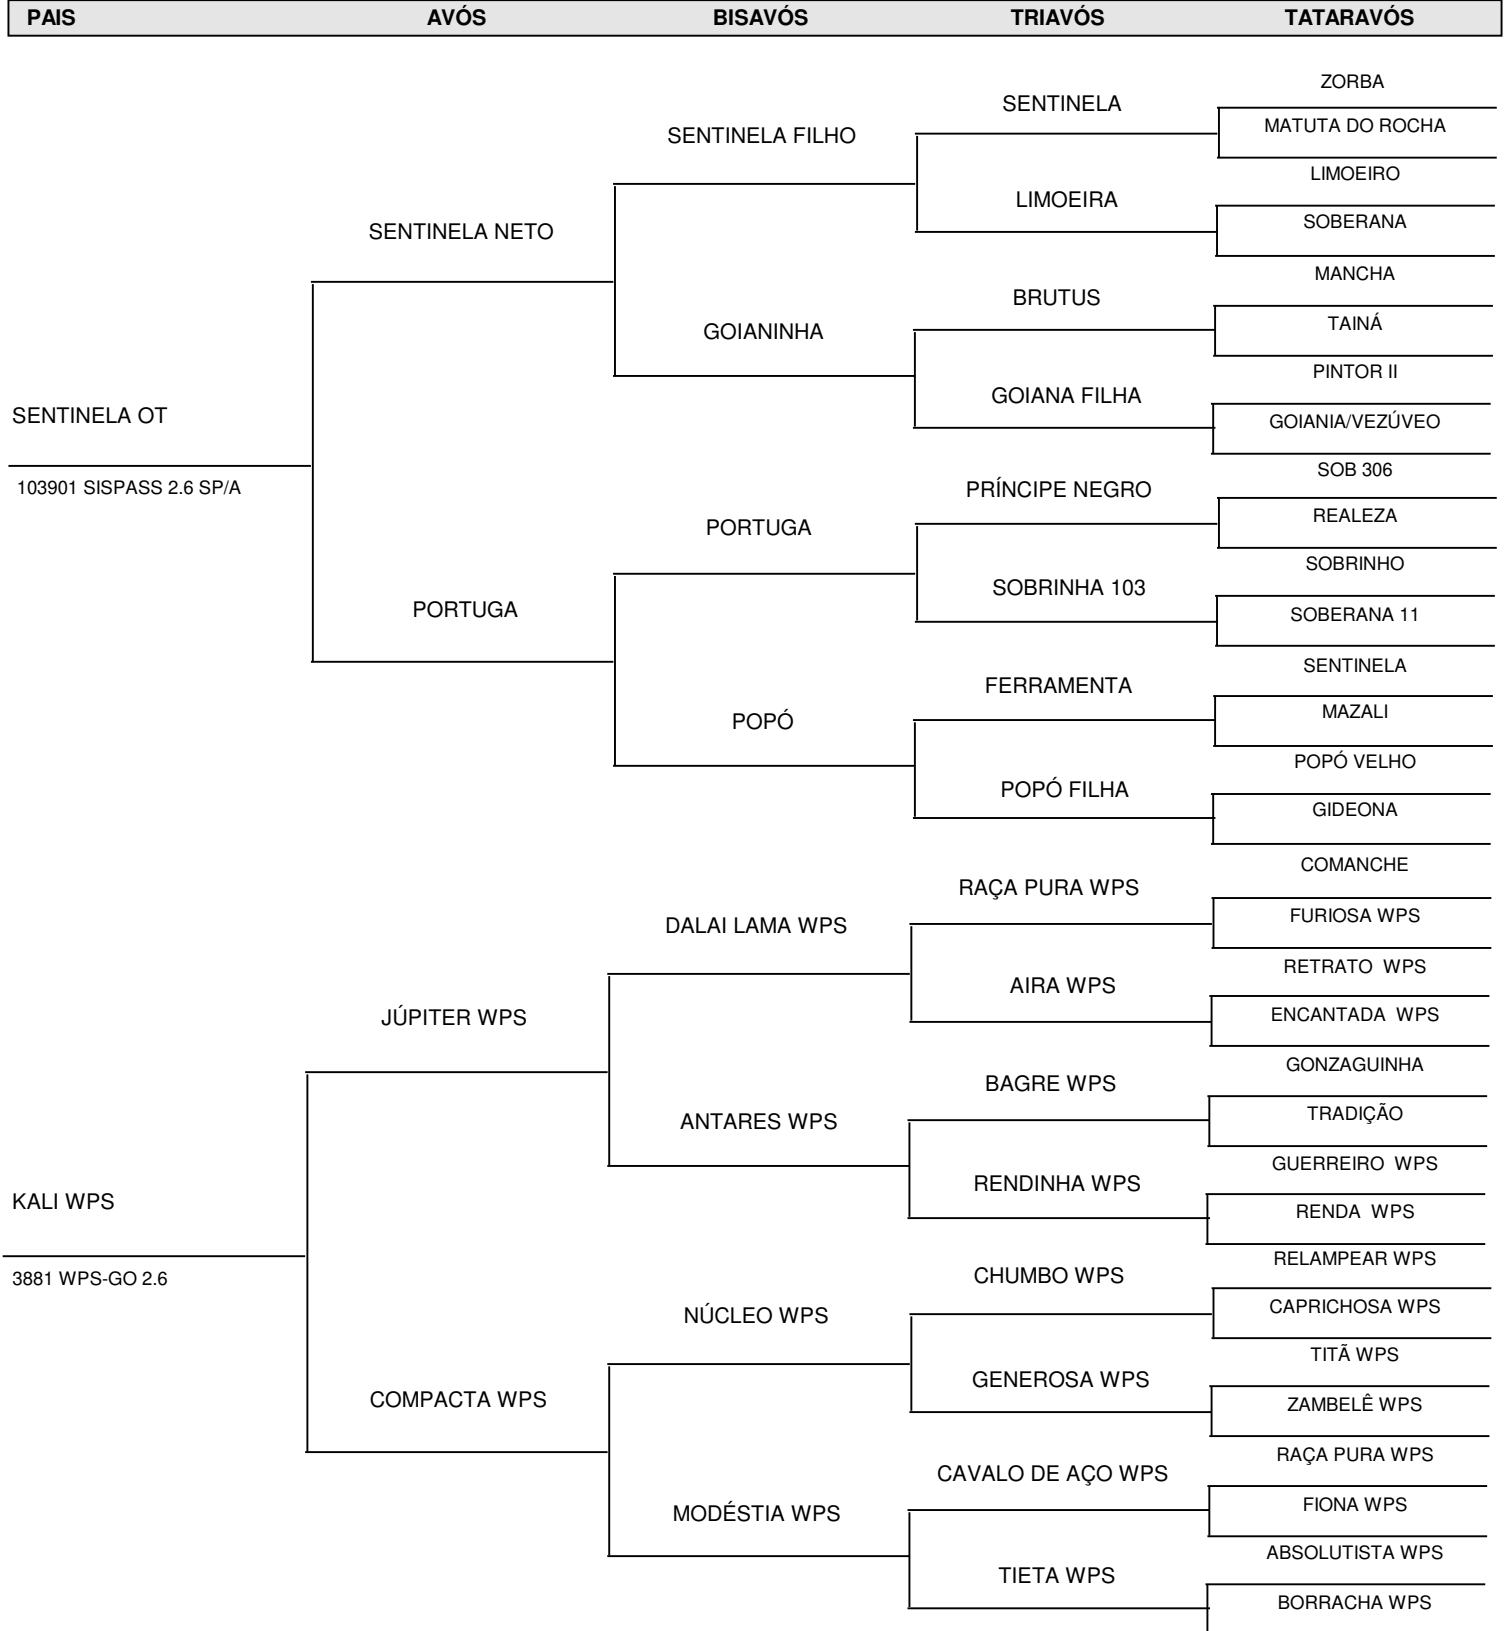 PAIS AVÓS BISAVÓS TRIAVÓS TATARAVÓS
ZORBA
SENTINELA
MATUTA DO ROCHA
SENTINELA FILHO
LIMOEIRO
LIMOEIRA
SOBERANA
SENTINELA NETO
MANCHA
BRUTUS
TAINÁ
GOIANINHA
PINTOR II
GOIANA FILHA
SENTINELA OT
GOIANIA/VEZÚVEO
SOB 306
103901 SISPASS 2.6 SP/A
PRÍNCIPE NEGRO
REALEZA
PORTUGA
SOBRINHO
SOBRINHA 103
PORTUGA
SOBERANA 11
SENTINELA
FERRAMENTA
MAZALI
POPÓ
POPÓ VELHO
POPÓ FILHA
GIDEONA
COMANCHE
RAÇA PURA WPS
FURIOSA WPS
DALAI LAMA WPS
RETRATO WPS
AIRA WPS
ENCANTADA WPS
JÚPITER WPS
GONZAGUINHA
BAGRE WPS
TRADIÇÃO
ANTARES WPS
GUERREIRO WPS
RENDINHA WPS
KALI WPS
RENDA WPS
RELAMPEAR WPS
3881 WPS-GO 2.6
CHUMBO WPS
CAPRICHOSA WPS
NÚCLEO WPS
TITÃ WPS
GENEROSA WPS
COMPACTA WPS
ZAMBELÊ WPS
RAÇA PURA WPS
CAVALO DE AÇO WPS
FIONA WPS
MODÉSTIA WPS
ABSOLUTISTA WPS
TIETA WPS
BORRACHA WPS